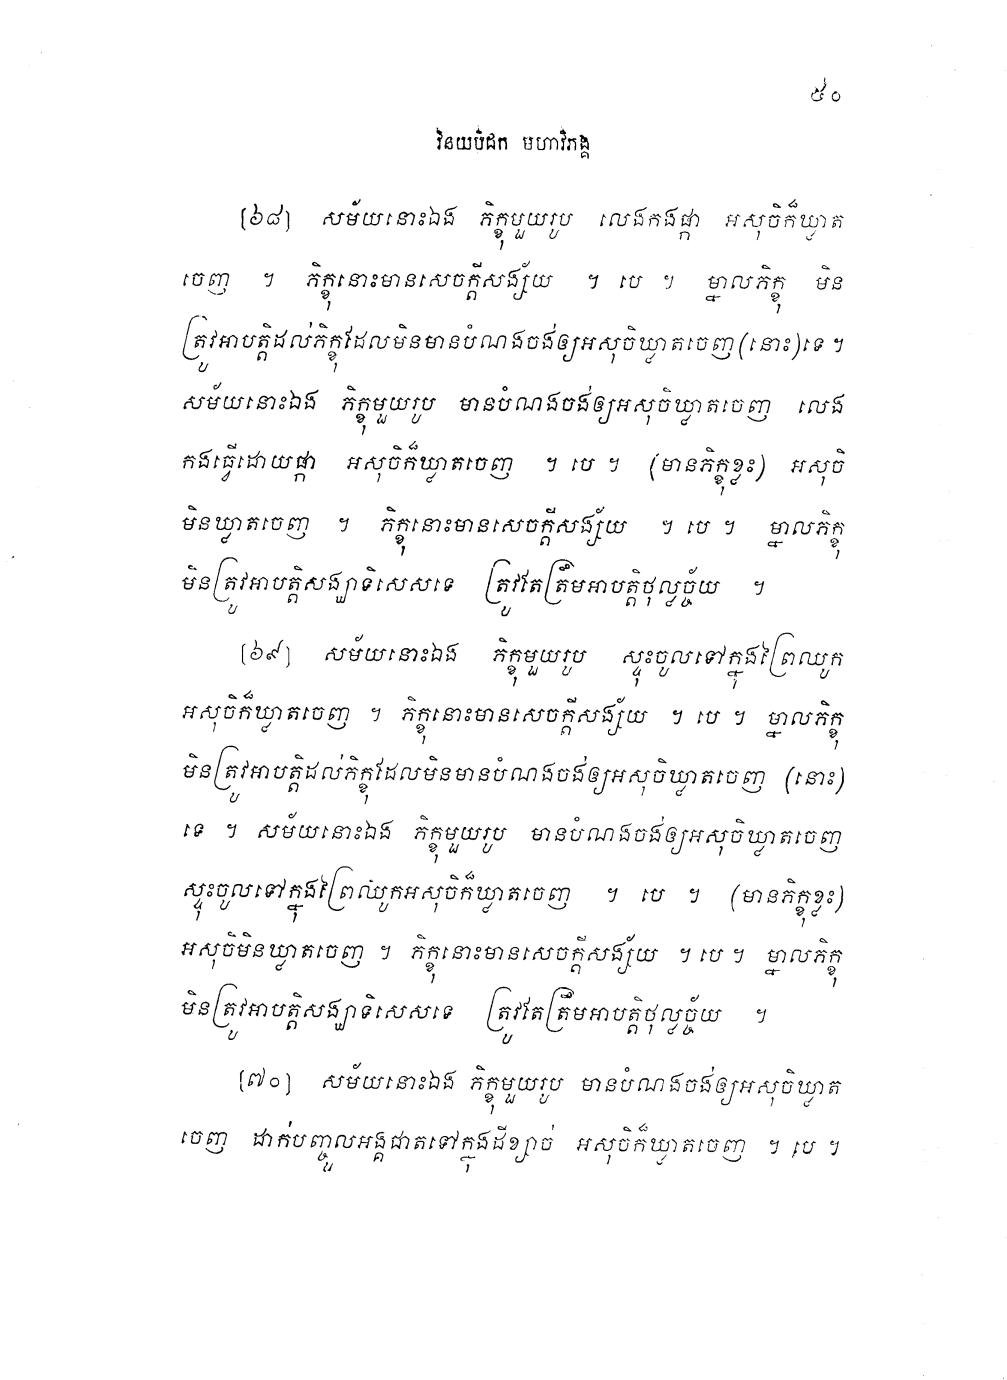 ៥០
វិនយបិដក មហាវិភង្គ
[៦៨] សម័យនោះឯង ភិក្ខុមួយរូប លេងកងផ្កា អសុចិក៏ឃ្លាត
ចេញ ។ ភិក្ខុនោះមានសេចក្តីសង្ស័យ ។ បេ ។ ម្នាលភិក្ខុ មិន
ត្រូវអាបត្តិដល់ភិក្ខុដែលមិនមានបំណងចង់ឲ្យអសុចិឃ្លាតចេញ(នោះ)ទេ ។
សម័យនោះឯង ភិក្ខុមួយរូប មានបំណងចង់ឲ្យអសុចិឃ្លាតចេញ លេង
កងធ្វើដោយផ្កា អសុចិក៏ឃ្លាតចេញ ។ បេ ។ (មានភិក្ខុខ្លះ) អសុចិ
មិនឃ្លាតចេញ ។ ភិក្ខុនោះមានសេចក្តីសង្ស័យ ។ បេ ។ ម្នាលភិក្ខុ
មិនត្រូវអាបត្តិសង្ឃាទិសេសទេ ត្រូវតែត្រឹមអាបត្តិថុល្លច្ច័យ ។
[៦៩] សម័យនោះឯង ភិក្ខុមួយរូប ស្ទុះចូលទៅក្នុងព្រៃឈូក
អសុចិក៏ឃ្លាតចេញ ។ ភិក្ខុនោះមានសេចក្តីសង្ស័យ ។ បេ ។ ម្នាលភិក្ខុ
មិនត្រូវអាបត្តិដល់ភិក្ខុដែលមិនមានបំណងចង់ឲ្យអសុចិឃ្លាតចេញ (នោះ)
ទេ ។ សម័យនោះឯង ភិក្ខុមួយរូប មានបំណងចង់ឲ្យអសុចិឃ្លាតចេញ
ស្ទុះចូលទៅក្នុងព្រៃឈូកអសុចិក៏ឃ្លាតចេញ ។ បេ ។ (មានភិក្ខុខ្លះ)
អសុចិមិនឃ្លាតចេញ ។ ភិក្ខុនោះមានសេចក្តីសង្ស័យ ។ បេ ។ ម្នាលភិក្ខុ
មិនត្រូវអាបត្តិសង្ឃាទិសេសទេ ត្រូវតែត្រឹមអាបត្តិថុល្លច្ច័យ ។
[៧០] សម័យនោះឯង ភិក្ខុមួយរូប មានបំណងចង់ឲ្យអសុចិឃ្លាត
ចេញ ដាក់បញ្ចូលអង្គជាតទៅក្នុងដីខ្សាច់ អសុចិក៏ឃ្លាតចេញ ។ បេ ។